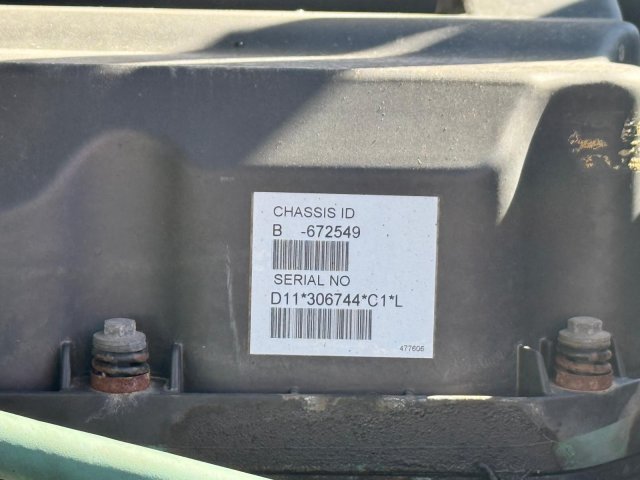 CHASSIS ID
B -672549
SERIAL NO
D11*306744*C1*L
477606